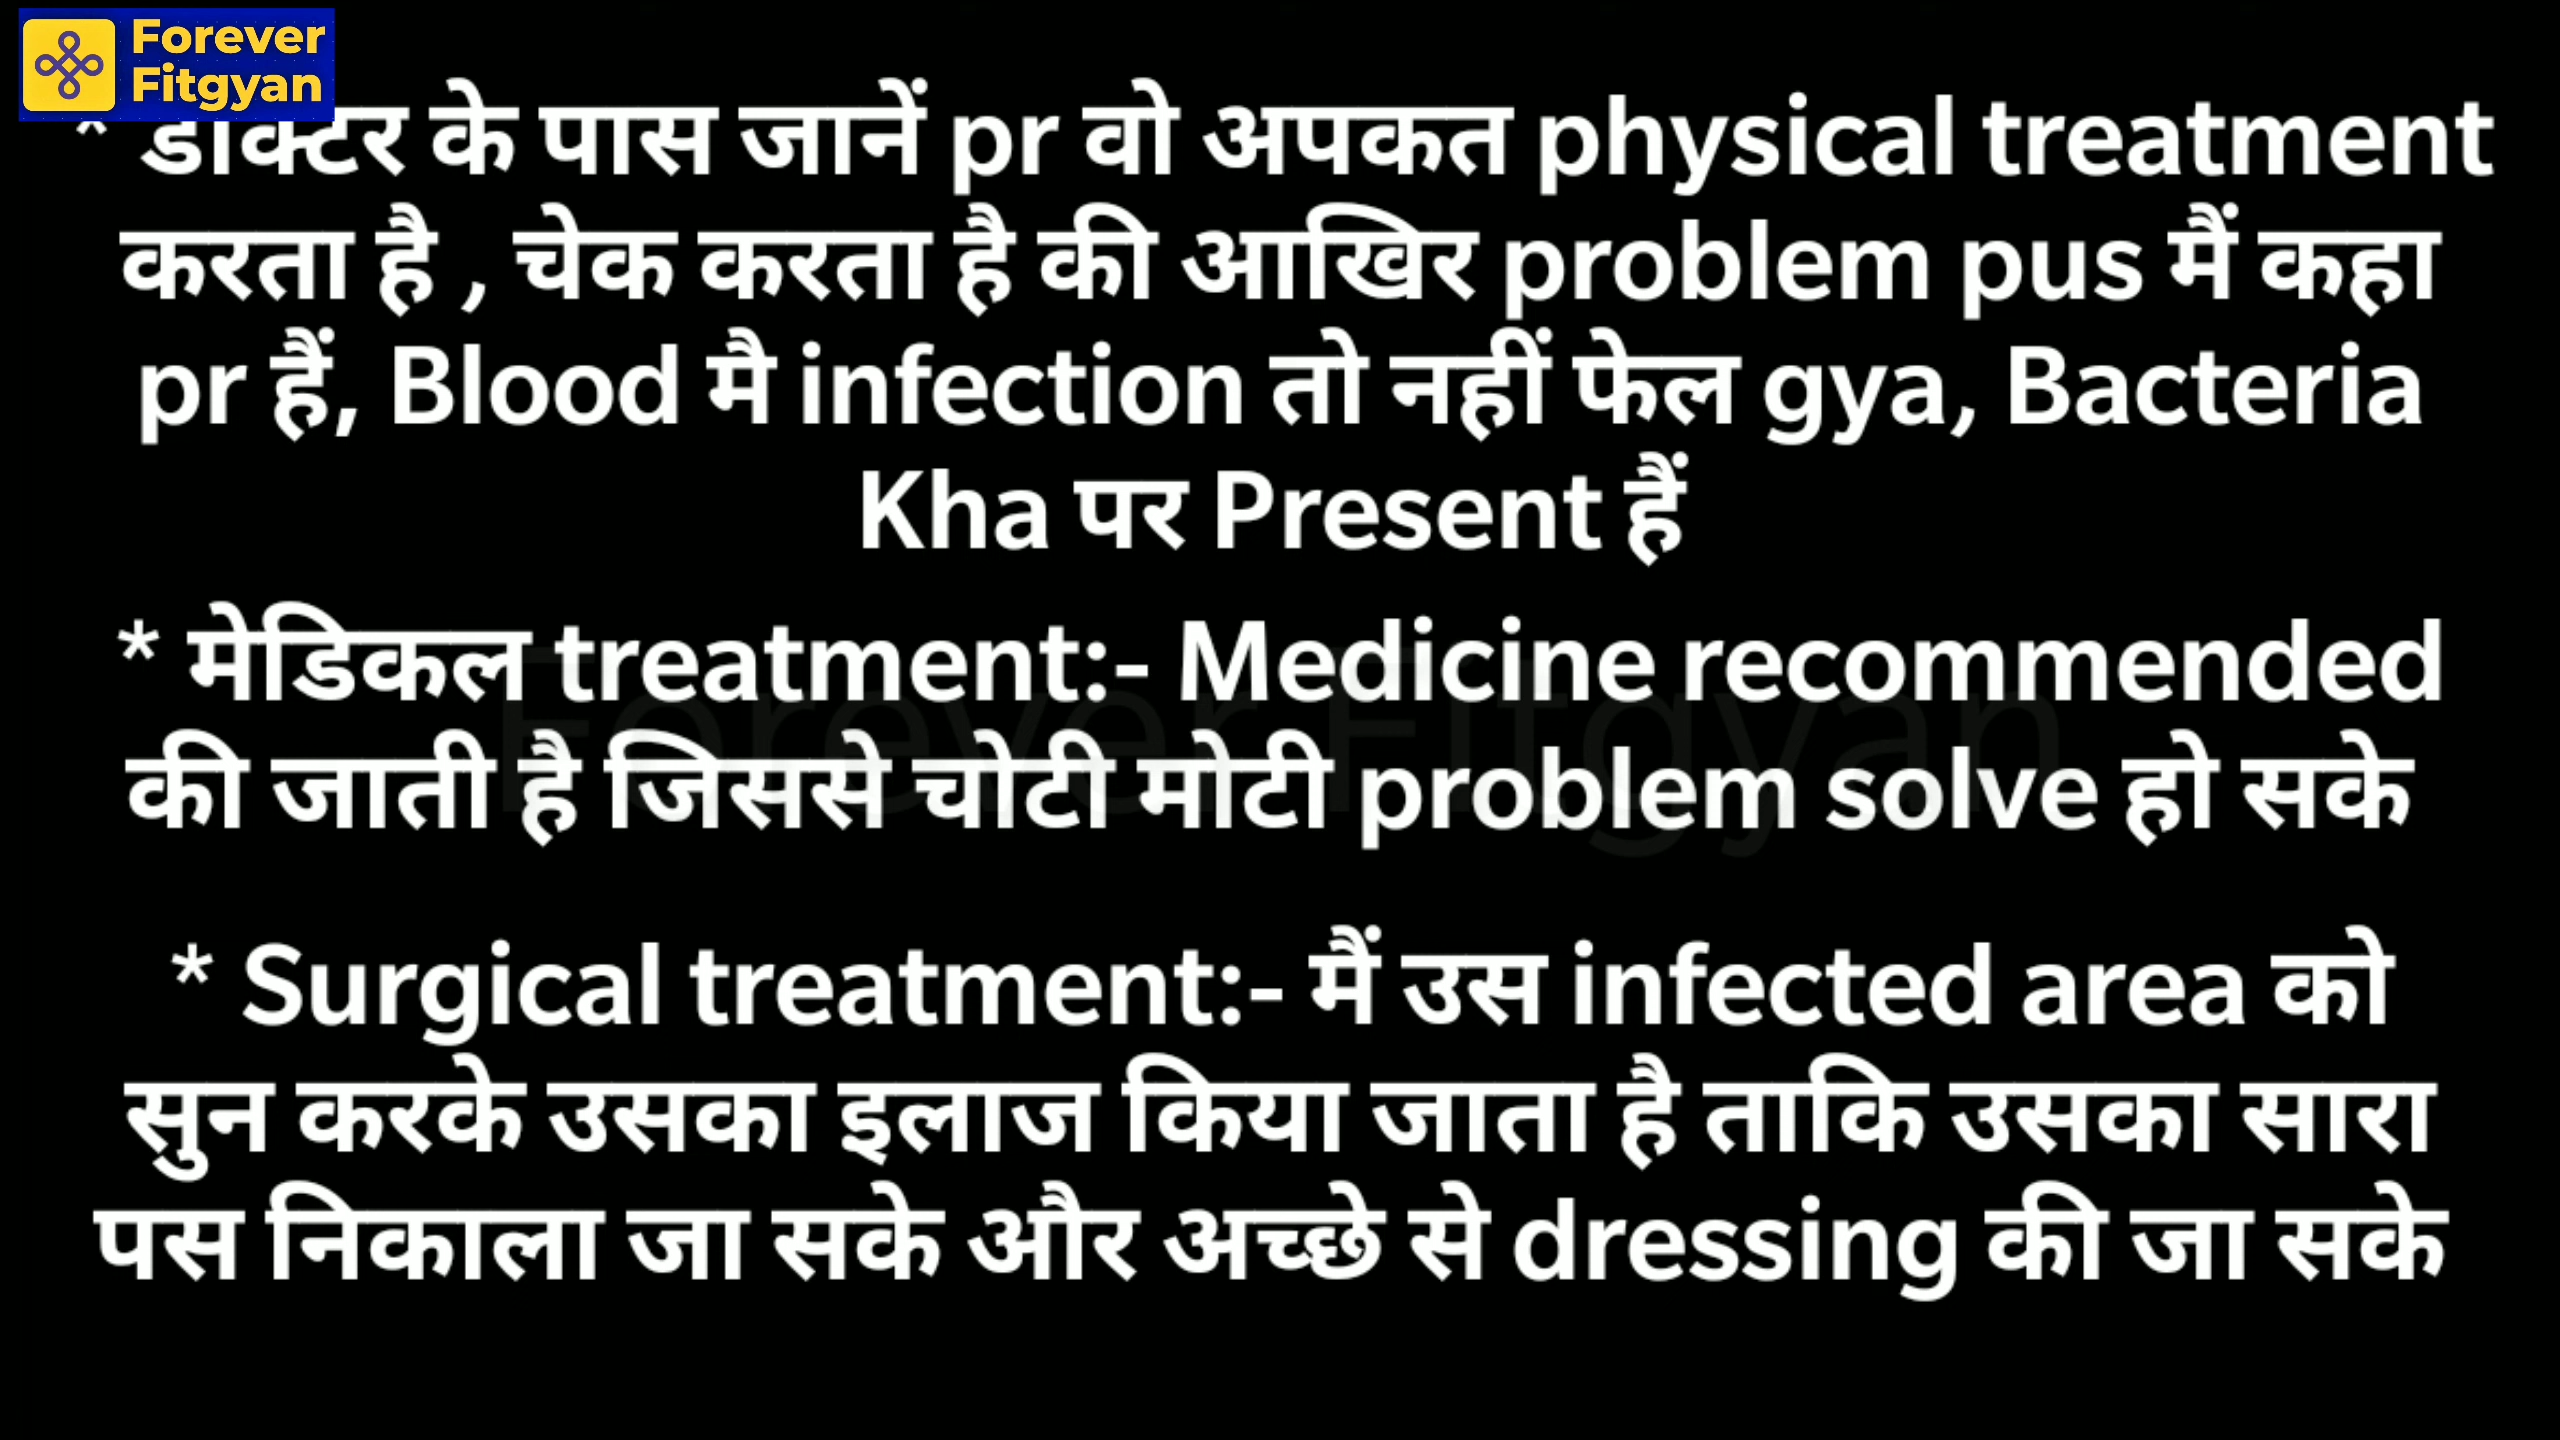 Forever
Fitgyan
* डॉक्टर के पास जानें pr वो अपकत physical treatment
करता है , चेक करता है की आखिर problem pus मैं कहा
pr हैं, Blood मै infection तो नहीं फेल gya, Bacteria
Kha पर Present हैं
* मेडिकल treatment:- Medicine recommended
की जाती है जिससे चोटी मोटी problem solve हो सके
Forever Fitgyan
* Surgical treatment:- मैं उस infected area को
सुन करके उसका इलाज किया जाता है ताकि उसका सारा
पस निकाला जा सके और अच्छे से dressing की जा सके